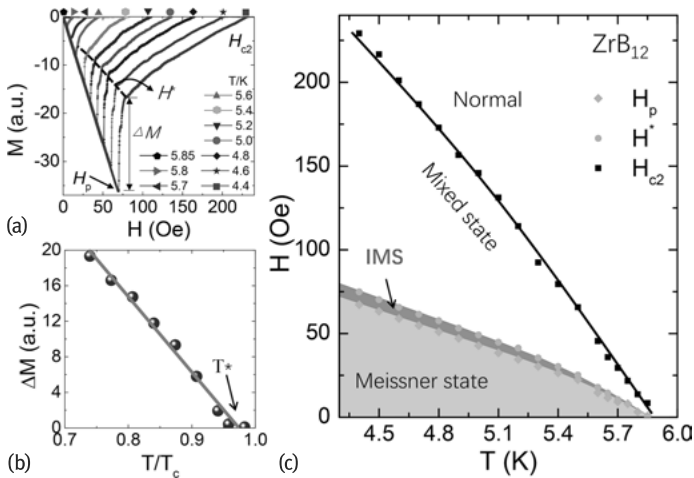 (a)
M (a.u.)
0
-10
-20
-30
0 50 100 150 200
H (Oe)
H_c2
H*
ΔM
H_p
T/K
5.6
5.4
5.2
5.0
4.8
4.6
4.4
5.85
5.8
5.7
(b)
ΔM (a.u.)
20
16
12
8
4
0
0.7 0.8 0.9 1.0
T/T_c
T*
(c)
H (Oe)
200
150
100
50
0
4.5 4.8 5.1 5.4 5.7 6.0
T (K)
ZrB₁₂
Normal
H_p
H*
H_c2
Mixed state
IMS
Meissner state